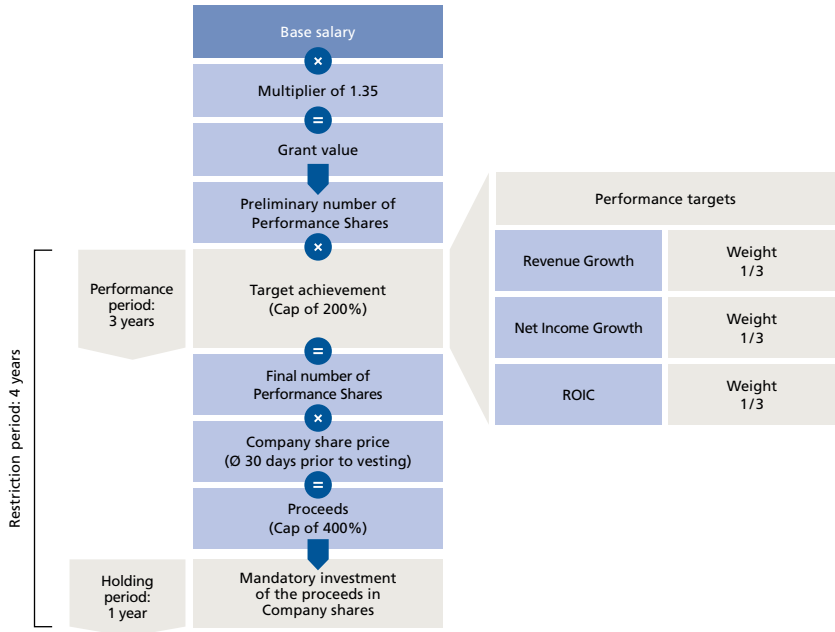 Base salary
×
Multiplier of 1.35
=
Grant value
Preliminary number of
Performance Shares
×
Performance
period:
3 years
Target achievement
(Cap of 200%)
=
Final number of
Performance Shares
×
Company share price
(Ø 30 days prior to vesting)
=
Proceeds
(Cap of 400%)
Holding
period:
1 year
Mandatory investment
of the proceeds in
Company shares
Restriction period: 4 years
Performance targets
Revenue Growth
Weight
1/3
Net Income Growth
Weight
1/3
ROIC
Weight
1/3